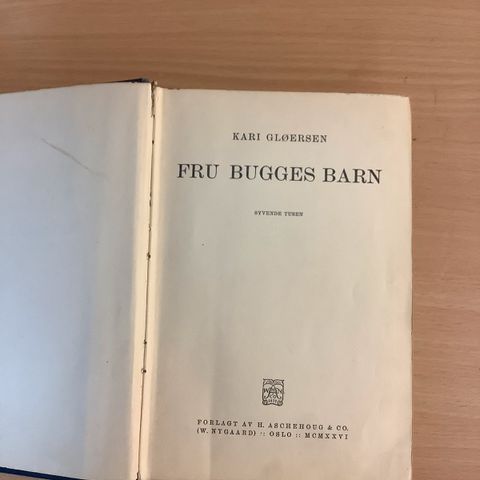 KARI GLØERSEN
FRU BUGGES BARN
SYVENDE TUSEN
FORLAGT AV H. ASCHEHOUG & CO.
(W. NYGAARD) :: OSLO :: MCMXXVI